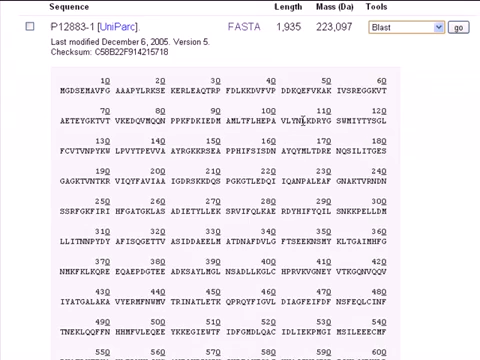 Sequence Length Mass (Da) Tools
P12883-1 [UniParc]. FASTA 1,935 223,097 Blast go
Last modified December 6, 2005. Version 5.
Checksum: C58B22F914215718
10 20 30 40 50 60
MGDSEMAVFG AAAPYLRKSE KERLEAQTRP FDLKKDVFVP DDKQEFVKAK IVSREGGKVT
70 80 90 100 110 120
AETEYGKTVT VKEDQVMQQN PPKFDKIEDM AMLTFLHEPA VLYNLKDRYG SWMIYTYSGL
130 140 150 160 170 180
FCVTVNPYKW LPVYTPEVVA AYRGKKRSEA PPHIFSISDN AYQYMLTDRE NQSILITGES
190 200 210 220 230 240
GAGKTVNTKR VIQYFAVIAA IGDRSKKDQS PGKGTLEDQI IQANPALEAF GNAKTVRNDN
250 260 270 280 290 300
SSRFGKFIRI HFGATGKLAS ADIETYLLEK SRVIFQLKAE RDYHIFYQIL SNKKPELLDM
310 320 330 340 350 360
LLITNNPYDY AFISQGETTV ASIDDAEELM ATDNAFDVLG FTSEEKNSMY KLTGAIMHFG
370 380 390 400 410 420
NMKFKLKQRE EQAEPDGTEE ADKSAYLMGL NSADLLKGLC HPRVKVGNEY VTKGQNVQQV
430 440 450 460 470 480
IYATGALAKA VYERMFNWMV TRINATLETK QPRQYFIGVL DIAGFEIFDF NSFEQLCINF
490 500 510 520 530 540
TNEKLQQFFN HHMFVLEQEE YKKEGIEWTF IDFGMDLQAC IDLIEKPMGI MSILEEECMF
550 560 570 580 590 600